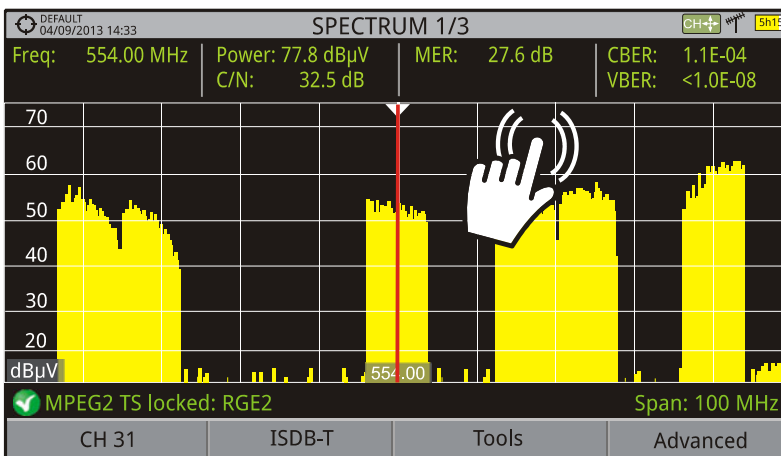 DEFAULT
04/09/2013 14:33
SPECTRUM 1/3
CH
5h15
Freq: 554.00 MHz
Power: 77.8 dBµV
C/N: 32.5 dB
MER: 27.6 dB
CBER: 1.1E-04
VBER: <1.0E-08
70
60
50
40
30
20
dBµV
554.00
MPEG2 TS locked: RGE2
Span: 100 MHz
CH 31
ISDB-T
Tools
Advanced